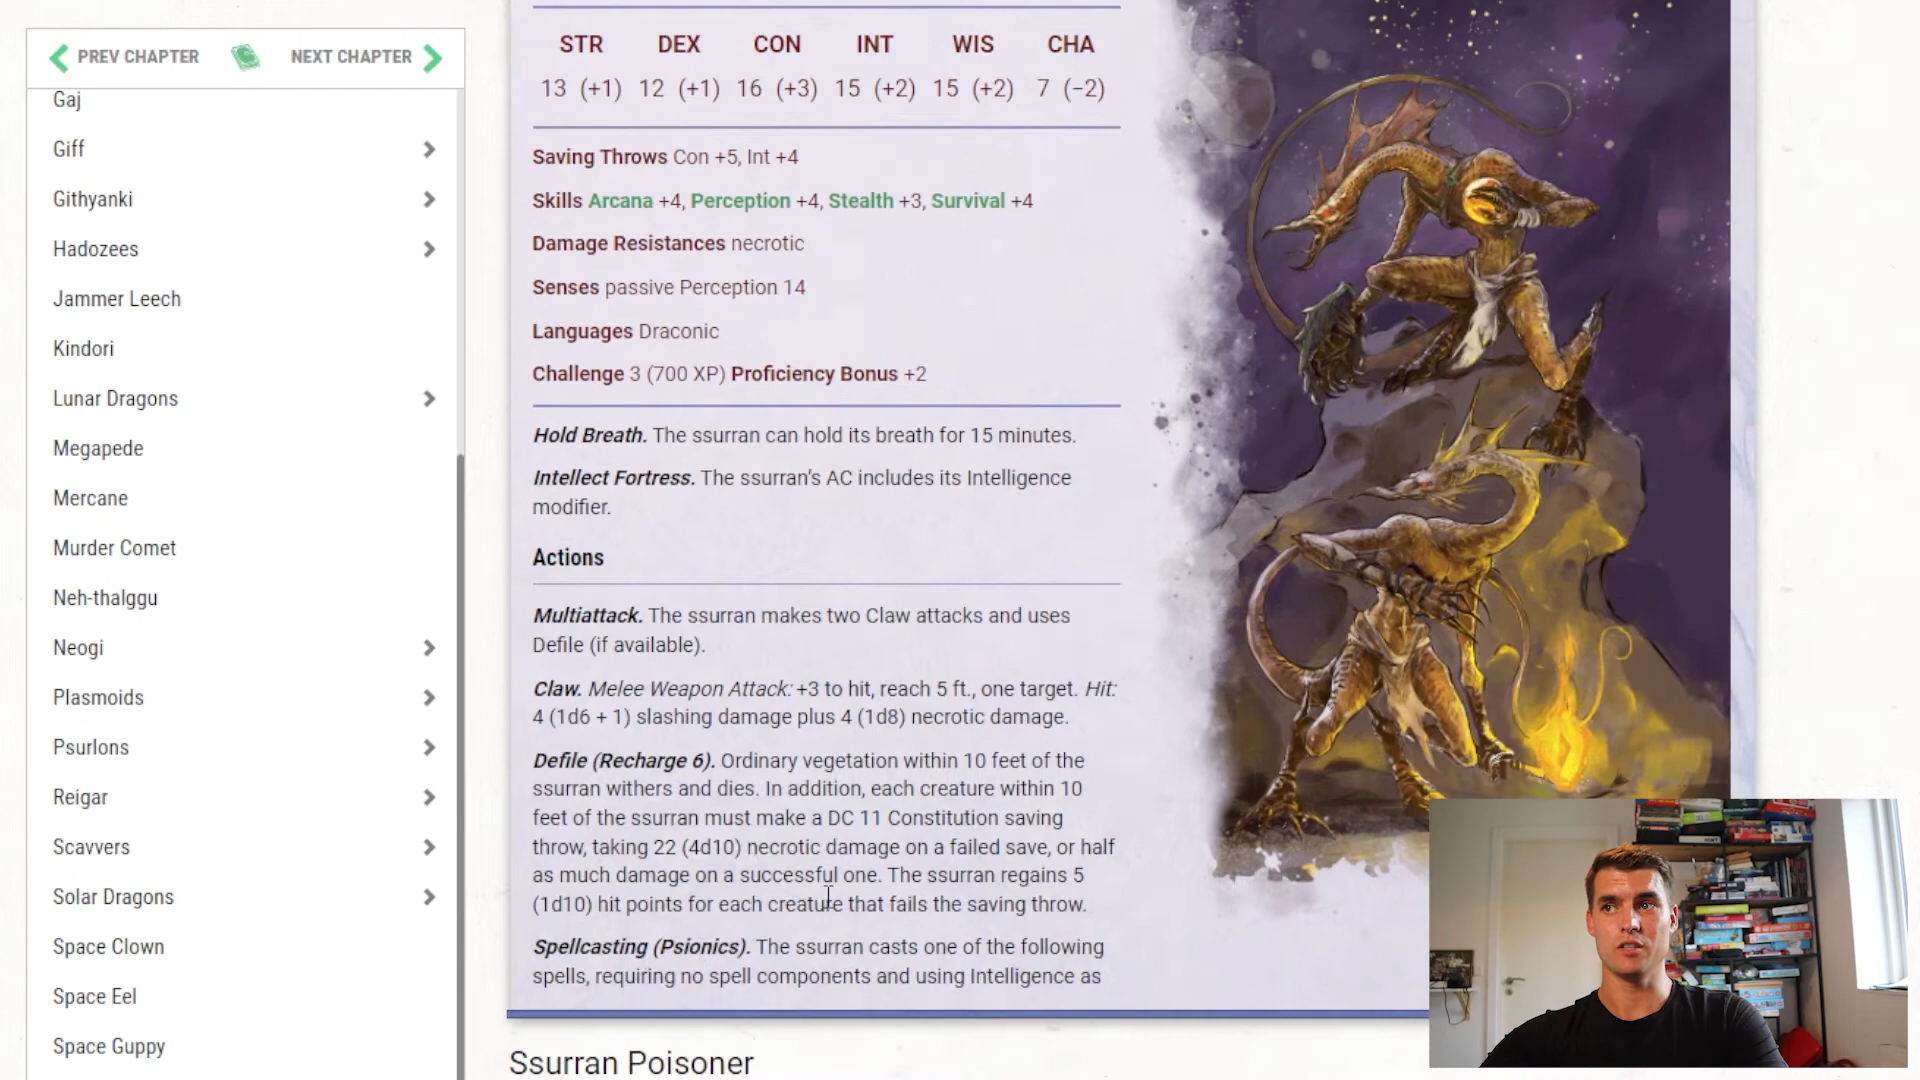 PREV CHAPTER
NEXT CHAPTER
Gaj
Giff
Githyanki
Hadozees
Jammer Leech
Kindori
Lunar Dragons
Megapede
Mercane
Murder Comet
Neh-thalggu
Neogi
Plasmoids
Psurlons
Reigar
Scavvers
Solar Dragons
Space Clown
Space Eel
Space Guppy
STR DEX CON INT WIS CHA
13 (+1) 12 (+1) 16 (+3) 15 (+2) 15 (+2) 7 (−2)
Saving Throws Con +5, Int +4
Skills Arcana +4, Perception +4, Stealth +3, Survival +4
Damage Resistances necrotic
Senses passive Perception 14
Languages Draconic
Challenge 3 (700 XP) Proficiency Bonus +2
Hold Breath. The ssurran can hold its breath for 15 minutes.
Intellect Fortress. The ssurran’s AC includes its Intelligence
modifier.
Actions
Multiattack. The ssurran makes two Claw attacks and uses
Defile (if available).
Claw. Melee Weapon Attack: +3 to hit, reach 5 ft., one target. Hit:
4 (1d6 + 1) slashing damage plus 4 (1d8) necrotic damage.
Defile (Recharge 6). Ordinary vegetation within 10 feet of the
ssurran withers and dies. In addition, each creature within 10
feet of the ssurran must make a DC 11 Constitution saving
throw, taking 22 (4d10) necrotic damage on a failed save, or half
as much damage on a successful one. The ssurran regains 5
(1d10) hit points for each creature that fails the saving throw.
Spellcasting (Psionics). The ssurran casts one of the following
spells, requiring no spell components and using Intelligence as
Ssurran Poisoner